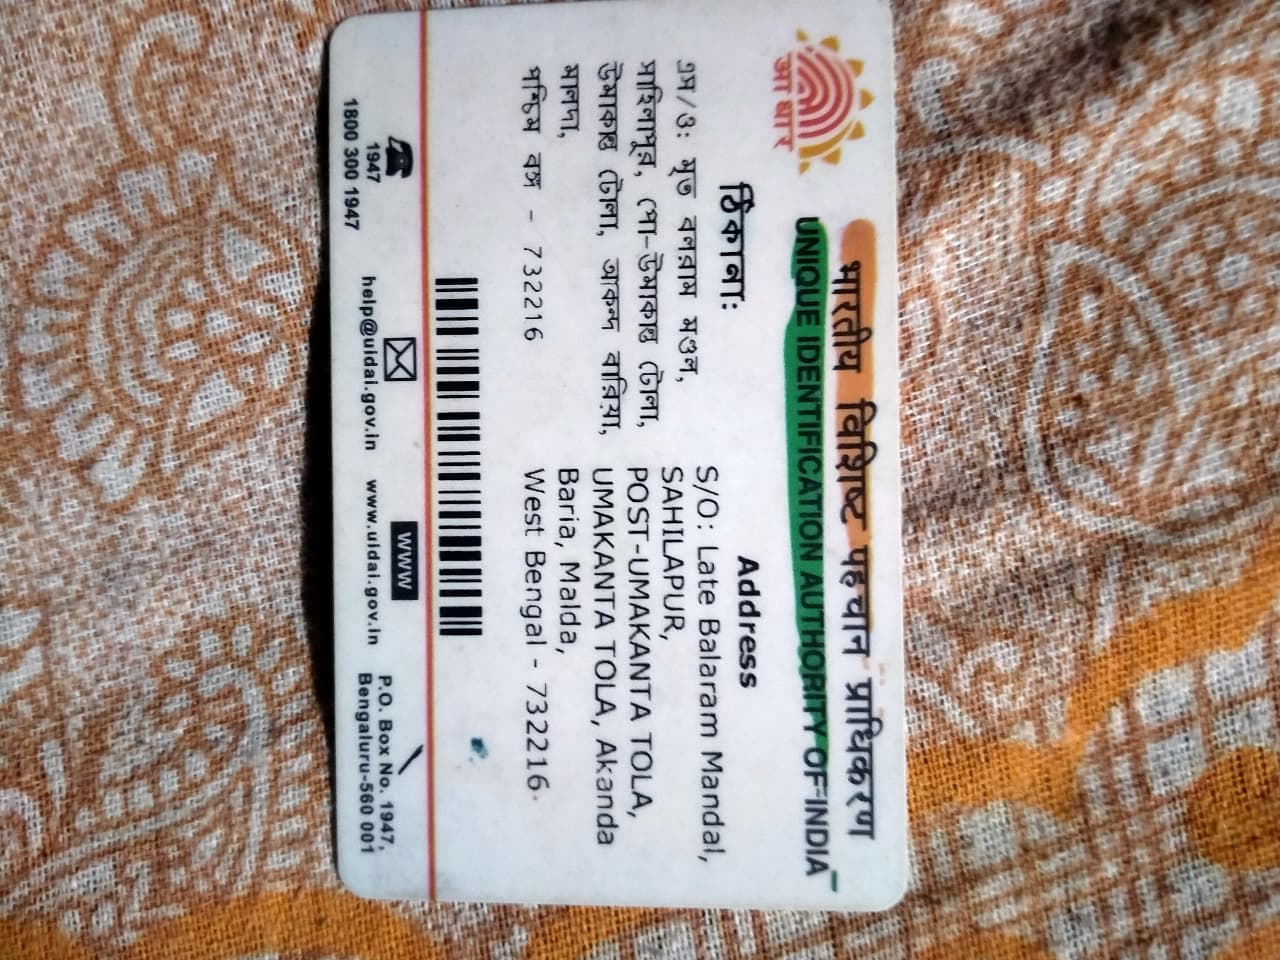 भारतीय विशिष्ट पहचान प्राधिकरण
UNIQUE IDENTIFICATION AUTHORITY OF INDIA
आधार
ঠিকানা:
এস/ও: মৃত বলরাম মণ্ডল,
সাহিলাপুর, পো-উমাকান্ত টোলা,
উমাকান্ত টোলা, আকন্দ বারিয়া,
মালদা,
পশ্চিম বঙ্গ - 732216
Address
S/O: Late Balaram Mandal,
SAHILAPUR,
POST-UMAKANTA TOLA,
UMAKANTA TOLA, Akanda
Baria, Malda,
West Bengal - 732216
1947
1800 300 1947
help@uidai.gov.in
WWW
www.uidai.gov.in
P.O. Box No. 1947,
Bengaluru-560 001